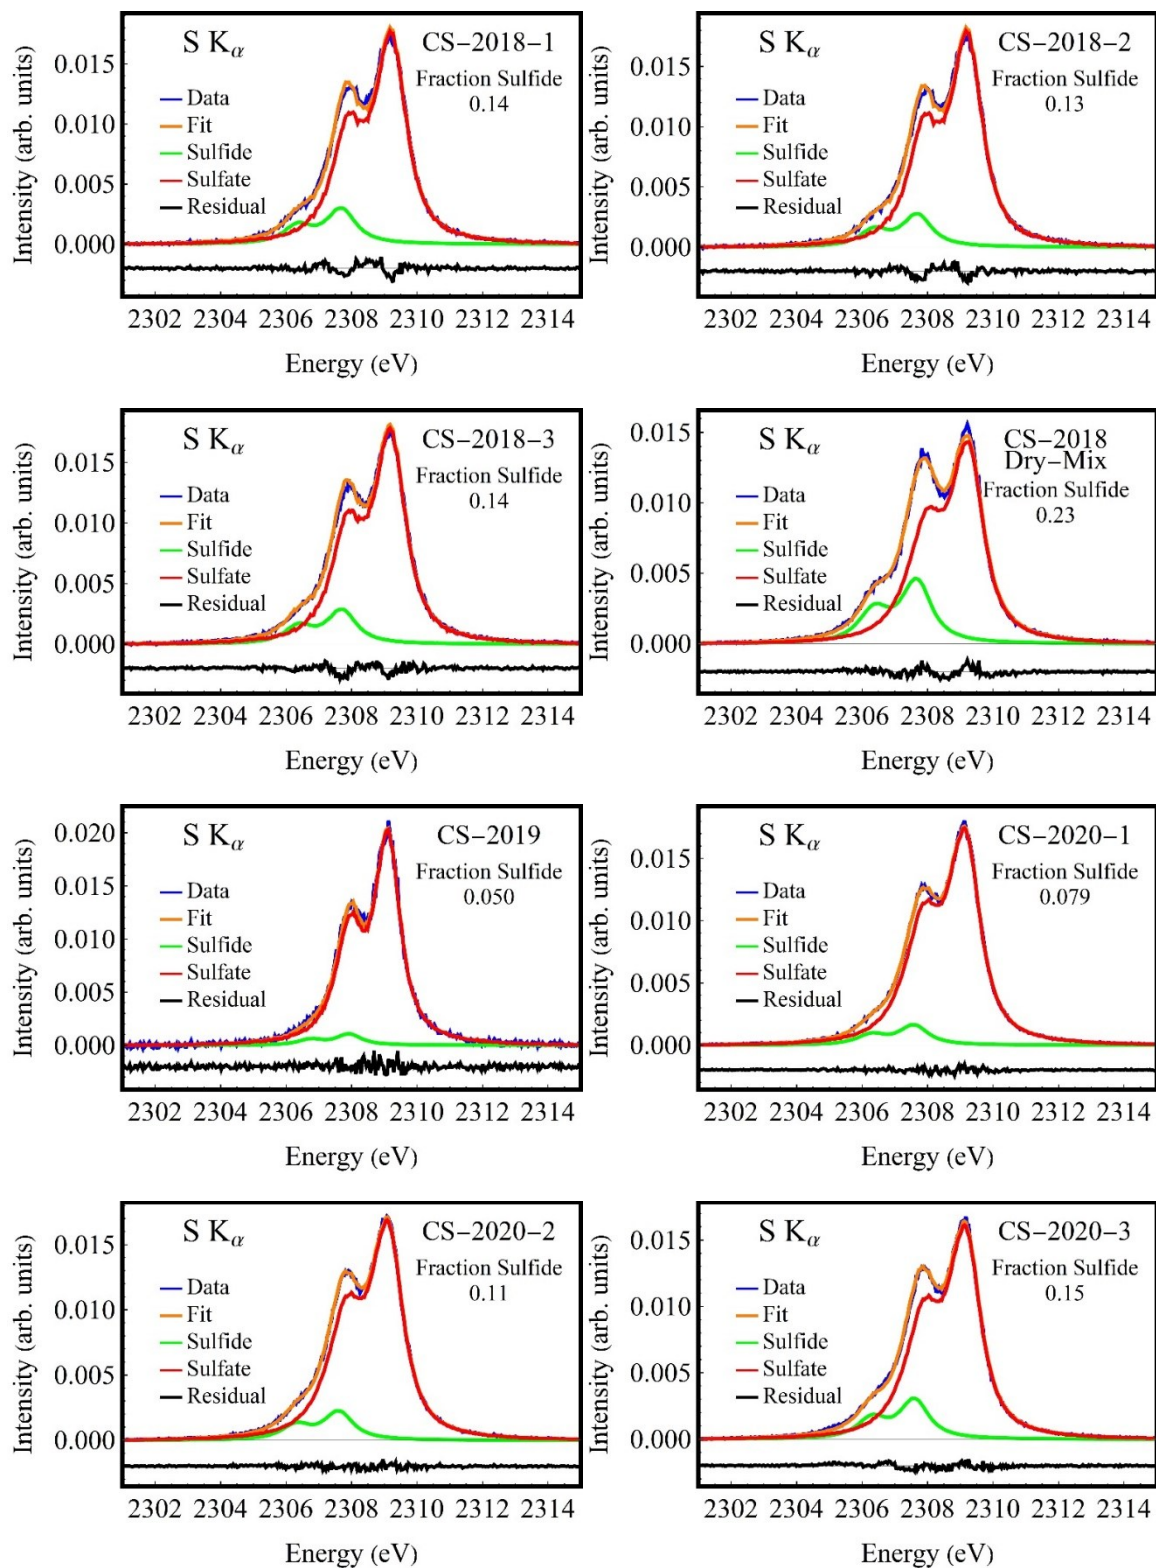 S Kα
CS−2018−1
Fraction Sulfide
0.14
Data
Fit
Sulfide
Sulfate
Residual
Intensity (arb. units)
0.015
0.010
0.005
0.000
2302 2304 2306 2308 2310 2312 2314
Energy (eV)
S Kα
CS−2018−2
Fraction Sulfide
0.13
Data
Fit
Sulfide
Sulfate
Residual
Intensity (arb. units)
0.015
0.010
0.005
0.000
2302 2304 2306 2308 2310 2312 2314
Energy (eV)
S Kα
CS−2018−3
Fraction Sulfide
0.14
Data
Fit
Sulfide
Sulfate
Residual
Intensity (arb. units)
0.015
0.010
0.005
0.000
2302 2304 2306 2308 2310 2312 2314
Energy (eV)
S Kα
CS−2018
Dry−Mix
Fraction Sulfide
0.23
Data
Fit
Sulfide
Sulfate
Residual
Intensity (arb. units)
0.015
0.010
0.005
0.000
2302 2304 2306 2308 2310 2312 2314
Energy (eV)
S Kα
CS−2019
Fraction Sulfide
0.050
Data
Fit
Sulfide
Sulfate
Residual
Intensity (arb. units)
0.020
0.015
0.010
0.005
0.000
2302 2304 2306 2308 2310 2312 2314
Energy (eV)
S Kα
CS−2020−1
Fraction Sulfide
0.079
Data
Fit
Sulfide
Sulfate
Residual
Intensity (arb. units)
0.015
0.010
0.005
0.000
2302 2304 2306 2308 2310 2312 2314
Energy (eV)
S Kα
CS−2020−2
Fraction Sulfide
0.11
Data
Fit
Sulfide
Sulfate
Residual
Intensity (arb. units)
0.015
0.010
0.005
0.000
2302 2304 2306 2308 2310 2312 2314
Energy (eV)
S Kα
CS−2020−3
Fraction Sulfide
0.15
Data
Fit
Sulfide
Sulfate
Residual
Intensity (arb. units)
0.015
0.010
0.005
0.000
2302 2304 2306 2308 2310 2312 2314
Energy (eV)